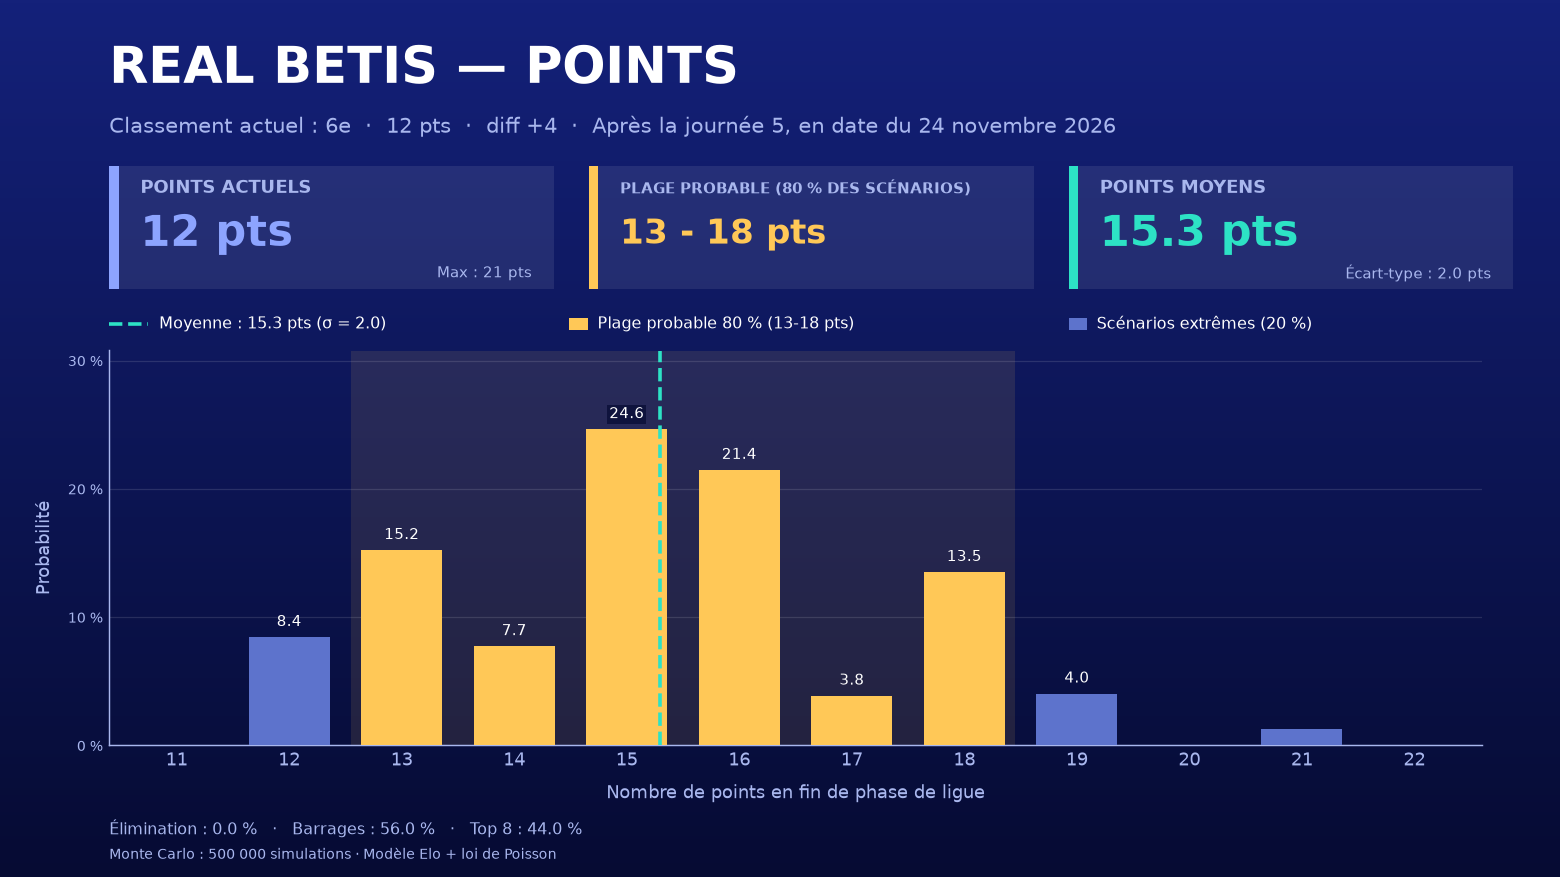 REAL BETIS — POINTS
Classement actuel : 6e · 12 pts · diff +4 · Après la journée 5, en date du 24 novembre 2026
POINTS ACTUELS
12 pts
Max : 21 pts
PLAGE PROBABLE (80 % DES SCÉNARIOS)
13 - 18 pts
POINTS MOYENS
15.3 pts
Écart-type : 2.0 pts
Moyenne : 15.3 pts (σ = 2.0)
Plage probable 80 % (13-18 pts)
Scénarios extrêmes (20 %)
30 %
20 %
10 %
0 %
Probabilité
8.4
15.2
7.7
24.6
21.4
3.8
13.5
4.0
11 12 13 14 15 16 17 18 19 20 21 22
Nombre de points en fin de phase de ligue
Élimination : 0.0 % · Barrages : 56.0 % · Top 8 : 44.0 %
Monte Carlo : 500 000 simulations · Modèle Elo + loi de Poisson